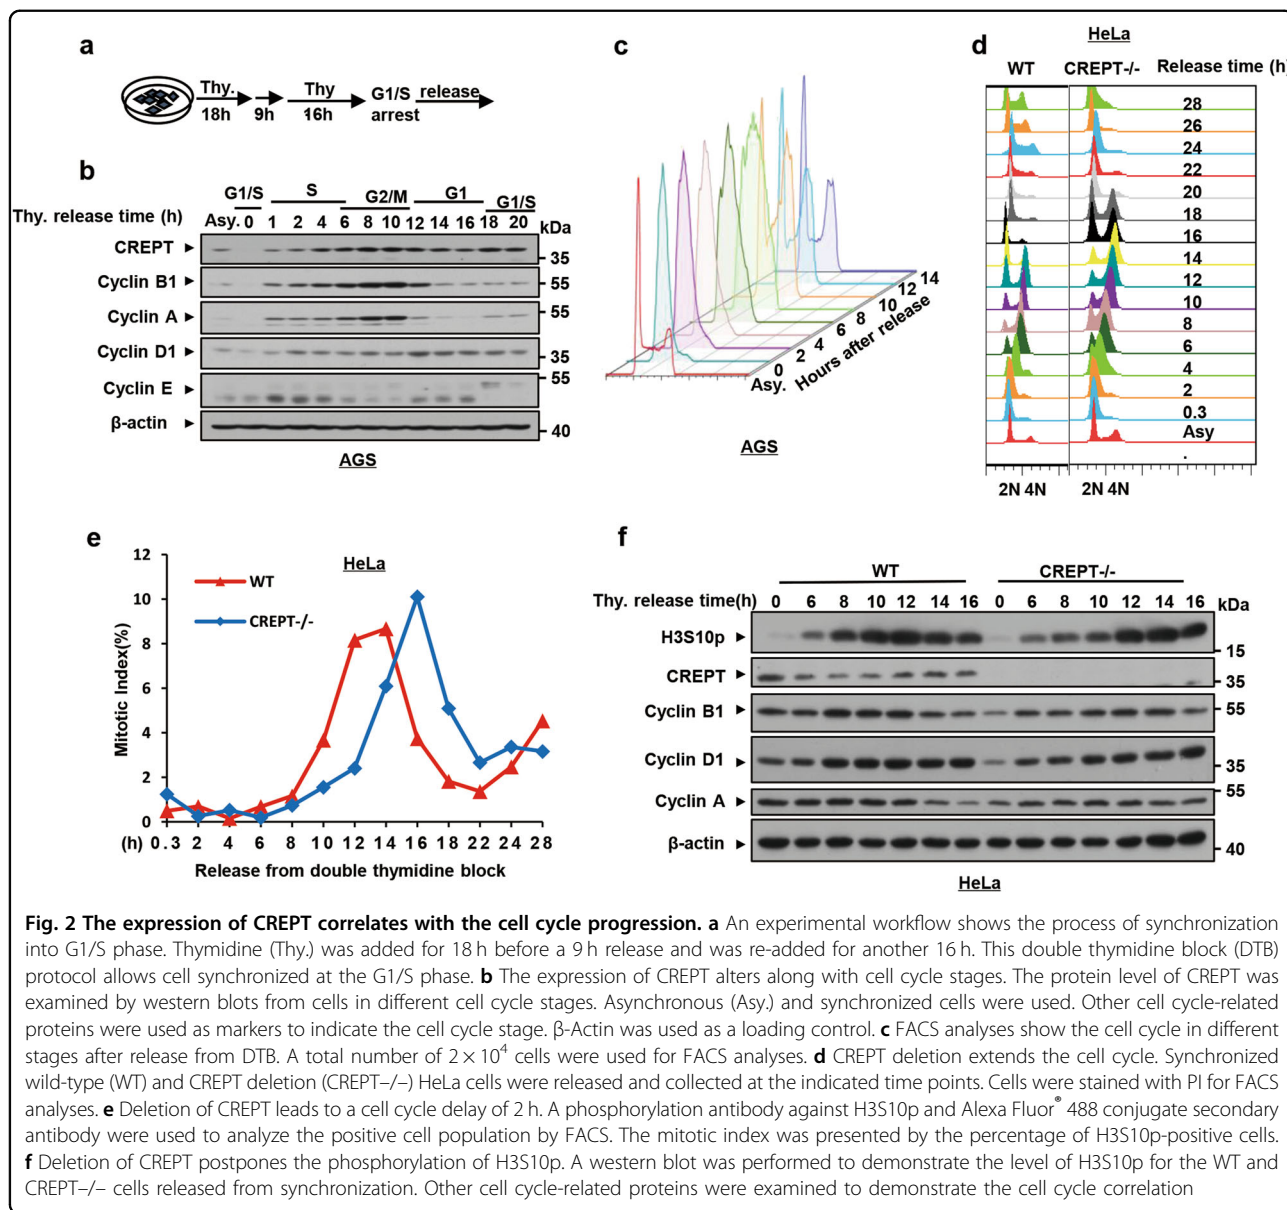 a
Thy. Thy G1/S release
18h 9h 16h arrest
b
G1/S S G2/M G1 G1/S
Thy. release time (h) Asy. 0 1 2 4 6 8 10 12 14 16 18 20 kDa
CREPT 35
Cyclin B1 55
Cyclin A 55
Cyclin D1 35
Cyclin E 55
β-actin 40
AGS
c
Asy. 0 2 4 6 8 10 12 14
Hours after release
AGS
d
HeLa
WT CREPT-/- Release time (h)
28
26
24
22
20
18
16
14
12
10
8
6
4
2
0.3
Asy
.
2N 4N 2N 4N
e
HeLa
WT
CREPT-/-
Mitotic Index(%)
12
10
8
6
4
2
0
(h) 0.3 2 4 6 8 10 12 14 16 18 22 24 28
Release from double thymidine block
f
WT CREPT-/-
Thy. release time(h) 0 6 8 10 12 14 16 0 6 8 10 12 14 16 kDa
H3S10p 15
CREPT 35
Cyclin B1 55
Cyclin D1 35
Cyclin A 55
β-actin 40
HeLa
Fig. 2 The expression of CREPT correlates with the cell cycle progression. a An experimental workflow shows the process of synchronization
into G1/S phase. Thymidine (Thy.) was added for 18 h before a 9 h release and was re-added for another 16 h. This double thymidine block (DTB)
protocol allows cell synchronized at the G1/S phase. b The expression of CREPT alters along with cell cycle stages. The protein level of CREPT was
examined by western blots from cells in different cell cycle stages. Asynchronous (Asy.) and synchronized cells were used. Other cell cycle-related
proteins were used as markers to indicate the cell cycle stage. β-Actin was used as a loading control. c FACS analyses show the cell cycle in different
stages after release from DTB. A total number of 2 × 10⁴ cells were used for FACS analyses. d CREPT deletion extends the cell cycle. Synchronized
wild-type (WT) and CREPT deletion (CREPT–/–) HeLa cells were released and collected at the indicated time points. Cells were stained with PI for FACS
analyses. e Deletion of CREPT leads to a cell cycle delay of 2 h. A phosphorylation antibody against H3S10p and Alexa Fluor® 488 conjugate secondary
antibody were used to analyze the positive cell population by FACS. The mitotic index was presented by the percentage of H3S10p-positive cells.
f Deletion of CREPT postpones the phosphorylation of H3S10p. A western blot was performed to demonstrate the level of H3S10p for the WT and
CREPT–/– cells released from synchronization. Other cell cycle-related proteins were examined to demonstrate the cell cycle correlation